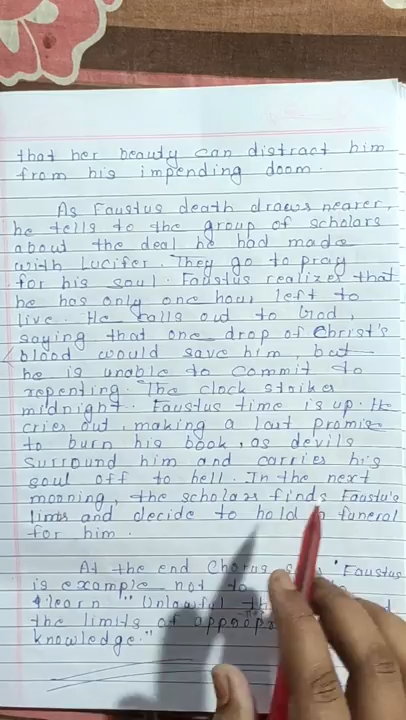 that her beauty can distract him
from his impending doom.
As Faustus death draws nearer,
he tells to the group of scholars
about the deal he had made
with Lucifer. They go to pray
for his soul. Faustus realizes that
he has only one hour left to
live. He calls out to God,
saying that one drop of Christ's
blood would save him, but
he is unable to commit to
repenting. The clock strikes
midnight. Faustus time is up. He
cries out, making a last promise
to burn his book, as devils
surround him and carries his
soul off to hell. In the next
morning, the scholars finds Faustu's
limbs and decide to hold funeral
for him.
At the end Chorus "Faustus
is example not to
learn "Unlawful
the limits of
knowledge."